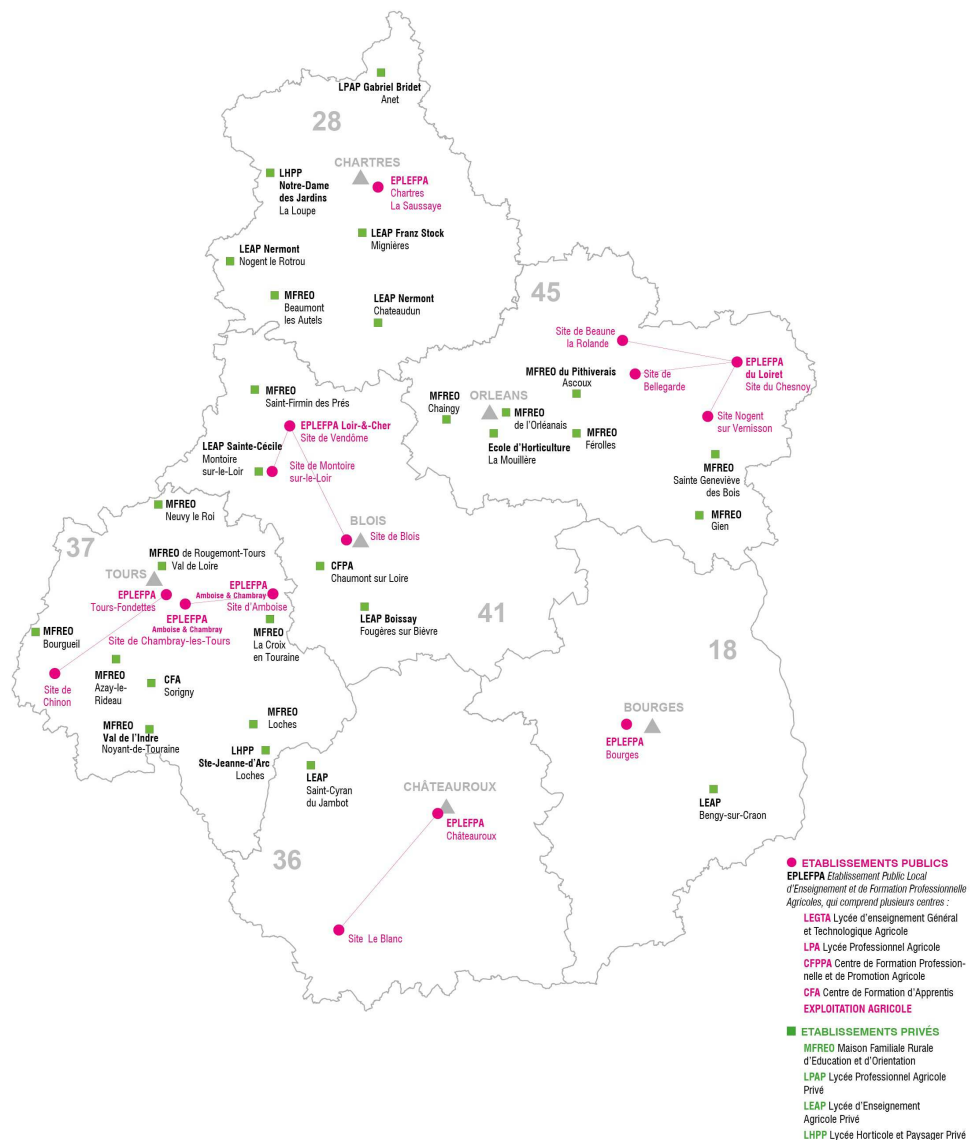 LPAP Gabriel Bridet
Anet
28
CHARTRES
LHPP
Notre-Dame
des Jardins
La Loupe
EPLEFPA
Chartres
La Saussaye
LEAP Franz Stock
Mignières
LEAP Nermont
Nogent le Rotrou
MFREO
Beaumont
les Autels
LEAP Nermont
Chateaudun
45
Site de Beaune
la Rolande
EPLEFPA
du Loiret
Site du Chesnoy
MFREO du Pithiverais
Ascoux
Site de
Bellegarde
MFREO
Chaingy
ORLEANS
MFREO
de l'Orléanais
Site Nogent
sur Vernisson
Ecole d'Horticulture
La Mouillère
MFREO
Férolles
MFREO
Sainte Geneviève
des Bois
MFREO
Gien
MFREO
Saint-Firmin des Prés
EPLEFPA Loir-&-Cher
Site de Vendôme
LEAP Sainte-Cécile
Montoire
sur-le-Loir
Site de Montoire
sur-le-Loir
BLOIS
Site de Blois
CFPA
Chaumont sur Loire
LEAP Boissay
Fougères sur Bièvre
41
MFREO
Neuvy le Roi
37
MFREO de Rougemont-Tours
Val de Loire
TOURS
EPLEFPA
Tours-Fondettes
EPLEFPA
Amboise & Chambray
Site d'Amboise
EPLEFPA
Amboise & Chambray
Site de Chambray-les-Tours
MFREO
Bourgueil
MFREO
La Croix
en Touraine
Site de
Chinon
MFREO
Azay-le-
Rideau
CFA
Sorigny
MFREO
Val de l'Indre
Noyant-de-Touraine
MFREO
Loches
LHPP
Ste-Jeanne-d'Arc
Loches
LEAP
Saint-Cyran
du Jambot
CHÂTEAUROUX
EPLEFPA
Châteauroux
36
Site Le Blanc
18
BOURGES
EPLEFPA
Bourges
LEAP
Bengy-sur-Craon
ETABLISSEMENTS PUBLICS
EPLEFPA Etablissement Public Local
d'Enseignement et de Formation Professionnelle
Agricoles, qui comprend plusieurs centres :
LEGTA Lycée d'enseignement Général
et Technologique Agricole
LPA Lycée Professionnel Agricole
CFPPA Centre de Formation Profession-
nelle et de Promotion Agricole
CFA Centre de Formation d'Apprentis
EXPLOITATION AGRICOLE
ETABLISSEMENTS PRIVÉS
MFREO Maison Familiale Rurale
d'Education et d'Orientation
LPAP Lycée Professionnel Agricole
Privé
LEAP Lycée d'Enseignement
Agricole Privé
LHPP Lycée Horticole et Paysager Privé